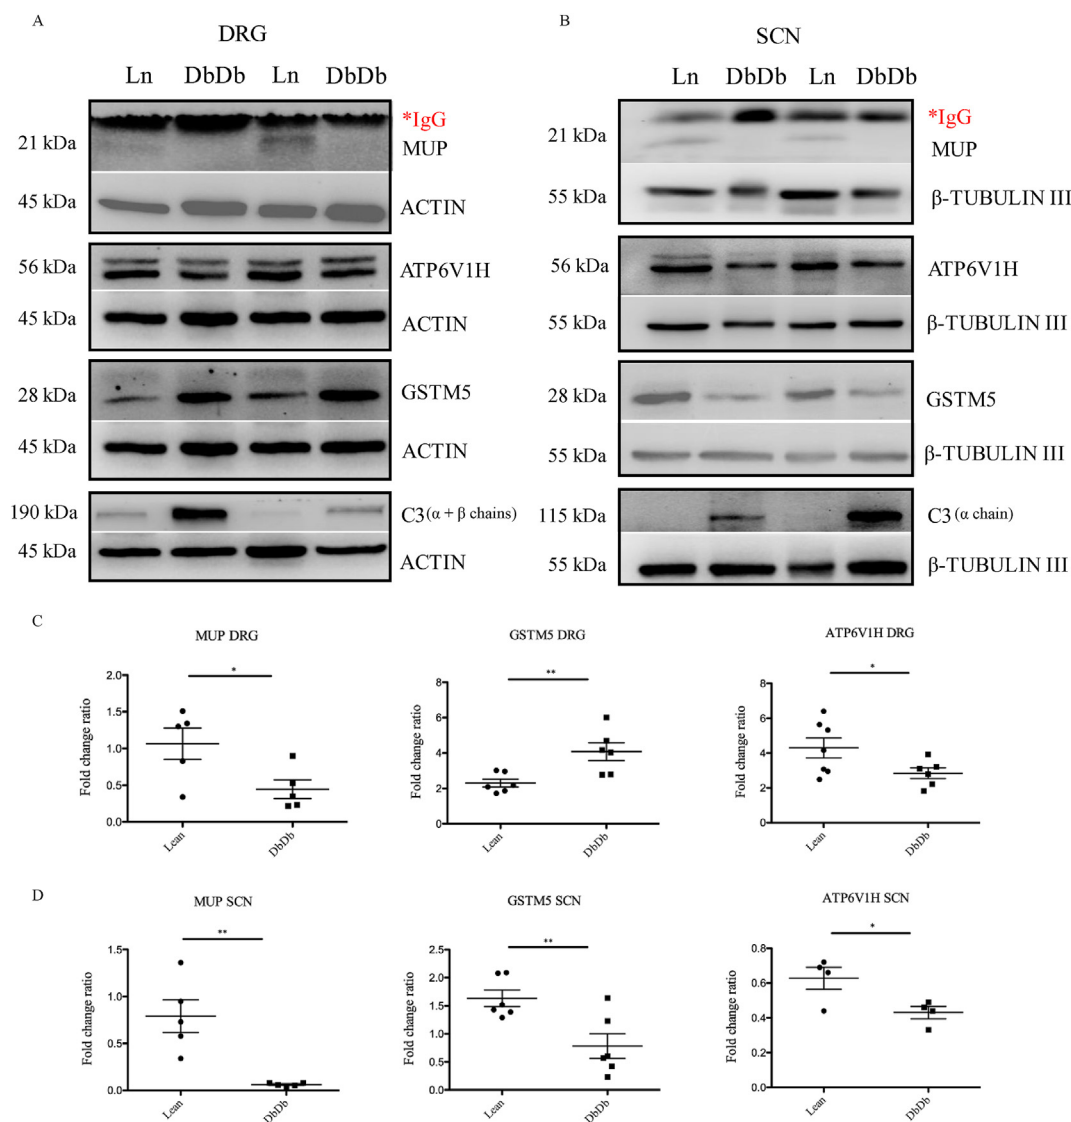 A
DRG
Ln DbDb Ln DbDb
*IgG
21 kDa
MUP
45 kDa
ACTIN
56 kDa
ATP6V1H
45 kDa
ACTIN
28 kDa
GSTM5
45 kDa
ACTIN
190 kDa
C3 (α + β chains)
45 kDa
ACTIN
B
SCN
Ln DbDb Ln DbDb
*IgG
21 kDa
MUP
55 kDa
β-TUBULIN III
56 kDa
ATP6V1H
55 kDa
β-TUBULIN III
28 kDa
GSTM5
55 kDa
β-TUBULIN III
115 kDa
C3 (α chain)
55 kDa
β-TUBULIN III
C
MUP DRG
*
Fold change ratio
2.0
1.5
1.0
0.5
0.0
Lean
DbDb
GSTM5 DRG
**
Fold change ratio
8
6
4
2
0
Lean
DbDb
ATP6V1H DRG
*
Fold change ratio
8
6
4
2
0
Lean
DbDb
D
MUP SCN
**
Fold change ratio
1.5
1.0
0.5
0.0
Lean
DbDb
GSTM5 SCN
**
Fold change ratio
2.5
2.0
1.5
1.0
0.5
0.0
Lean
DbDb
ATP6V1H SCN
*
Fold change ratio
0.8
0.6
0.4
0.2
0.0
Lean
DbDb